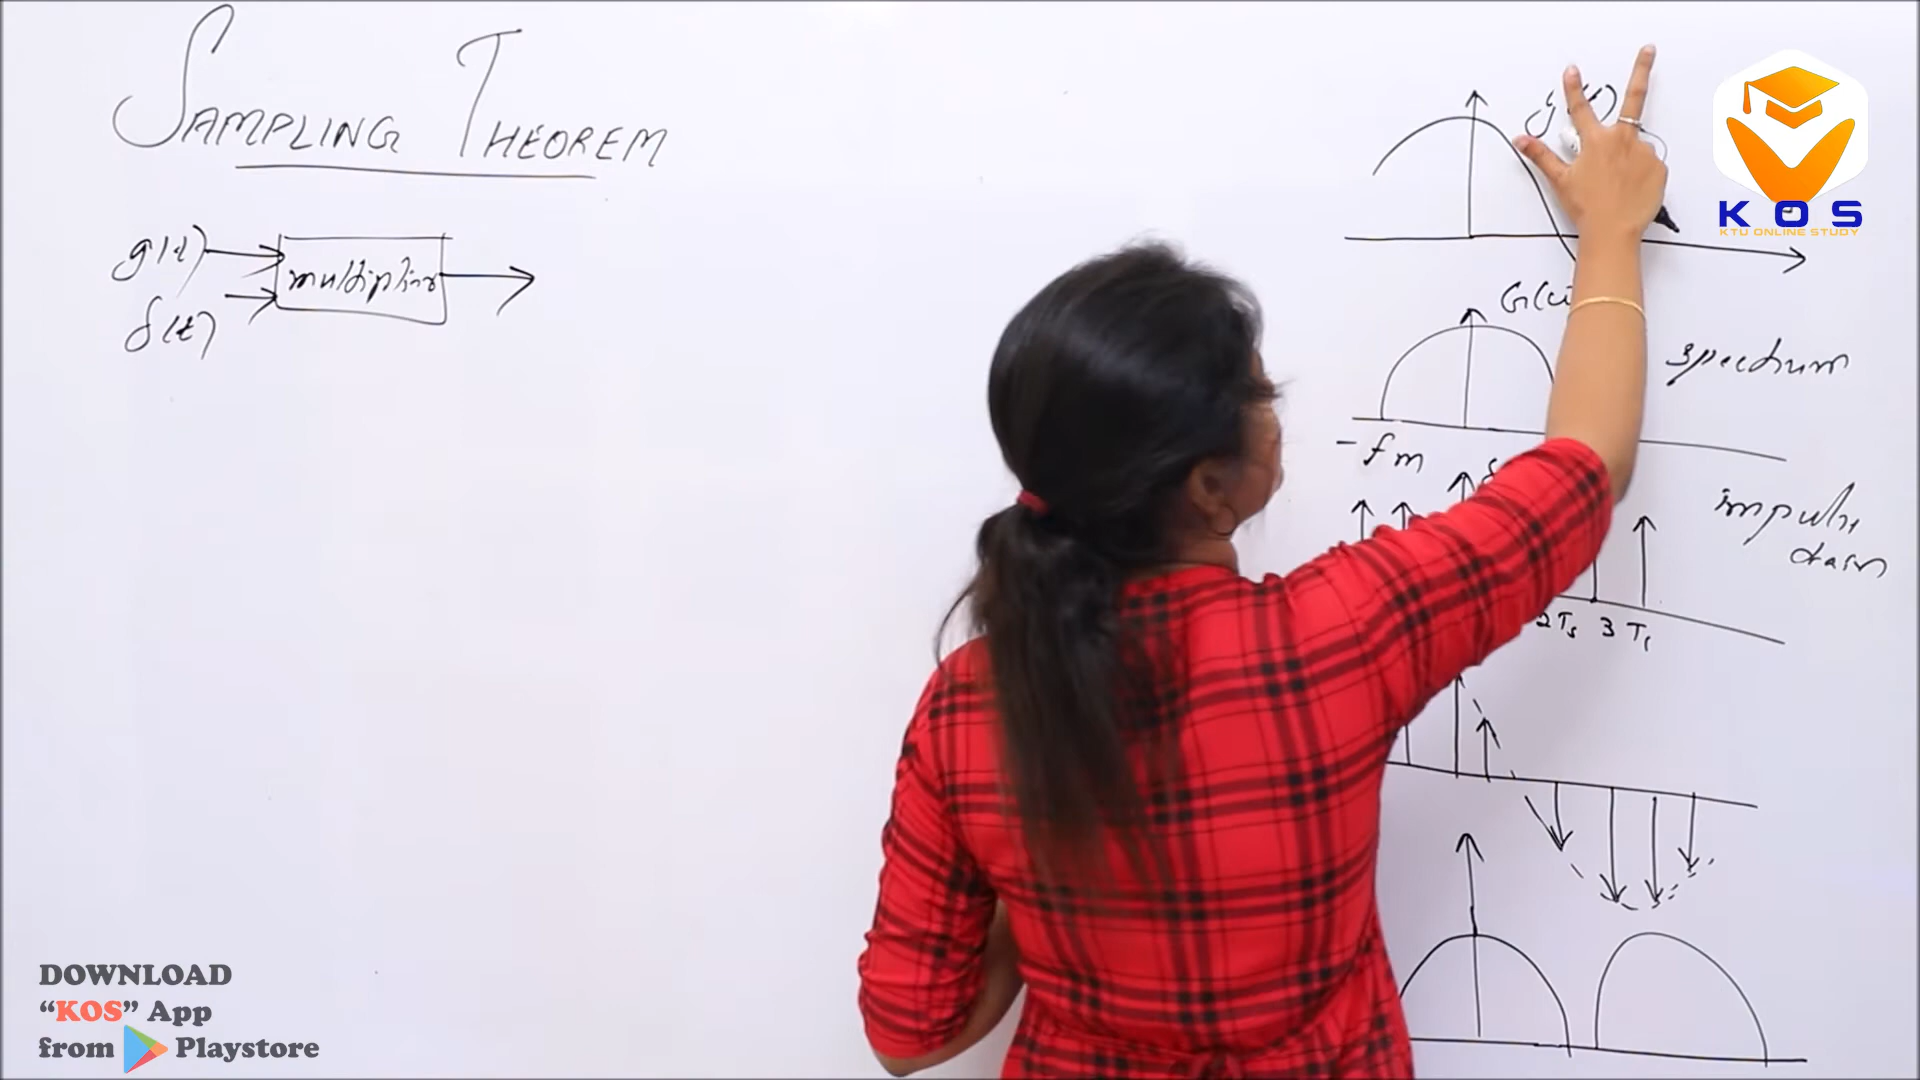 SAMPLING THEOREM
g(t)
multiplier
δ(t)
g(t)
KOS
KTU ONLINE STUDY
G(ω
spectrum
- fm
impulse
train
2Ts 3Ts
DOWNLOAD
“KOS” App
from Playstore